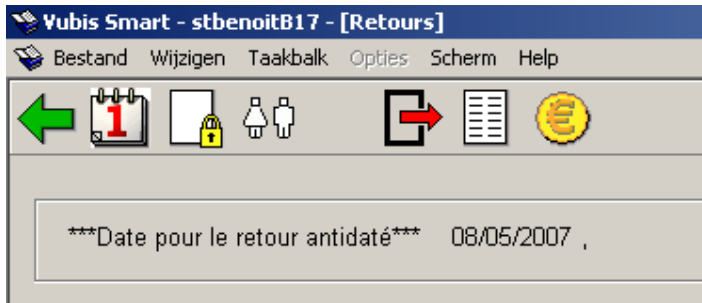 Vubis Smart - stbenoitB17 - [Retours]
Bestand Wijzigen Taakbalk Opties Scherm Help
1 €
***Date pour le retour antidaté*** 08/05/2007 ,